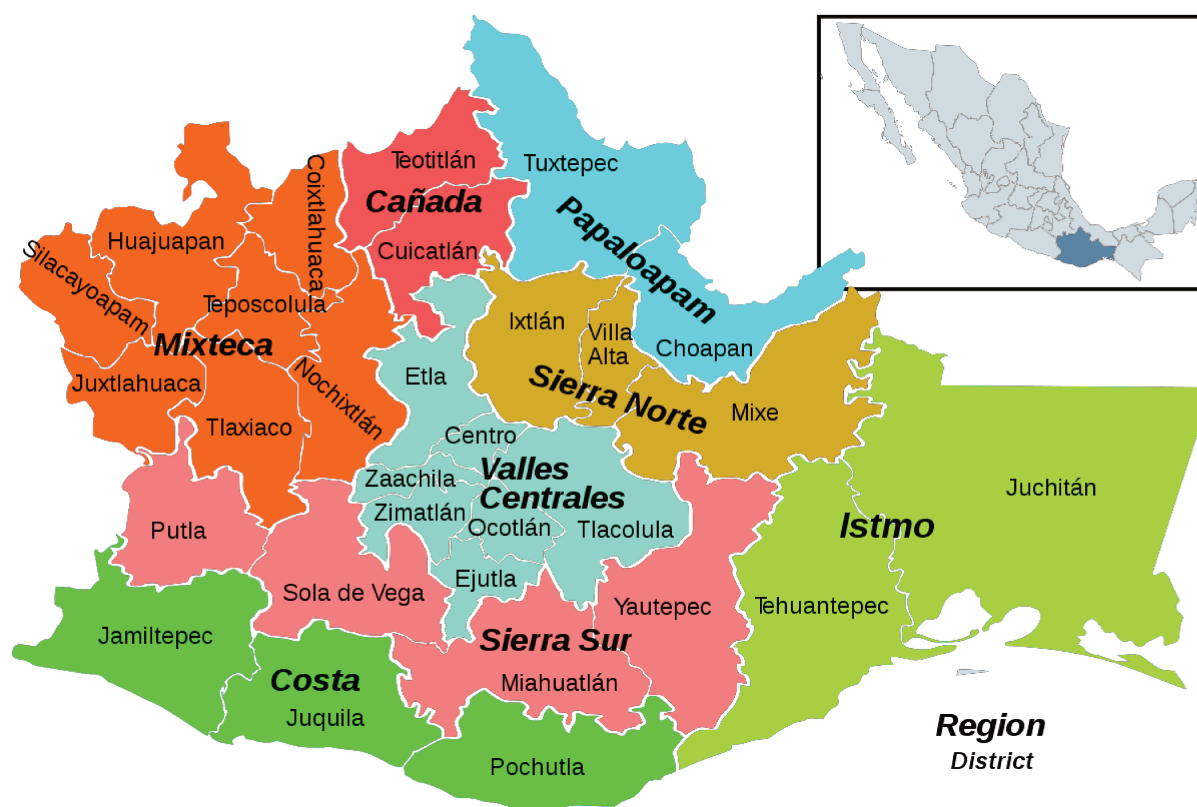 Teotitlán
Tuxtepec
Coixtlahuaca
Cañada
Papaloapam
Huajuapan
Cuicatlán
Silacayoapam
Teposcolula
Ixtlán
Villa
Alta
Mixteca
Choapan
Juxtlahuaca
Nochixtlán
Etla
Sierra Norte
Mixe
Tlaxiaco
Centro
Valles
Centrales
Zaachila
Juchitán
Zimatlán
Ocotlán
Tlacolula
Putla
Istmo
Ejutla
Sola de Vega
Yautepec
Tehuantepec
Jamiltepec
Sierra Sur
Costa
Miahuatlán
Juquila
Region
District
Pochutla